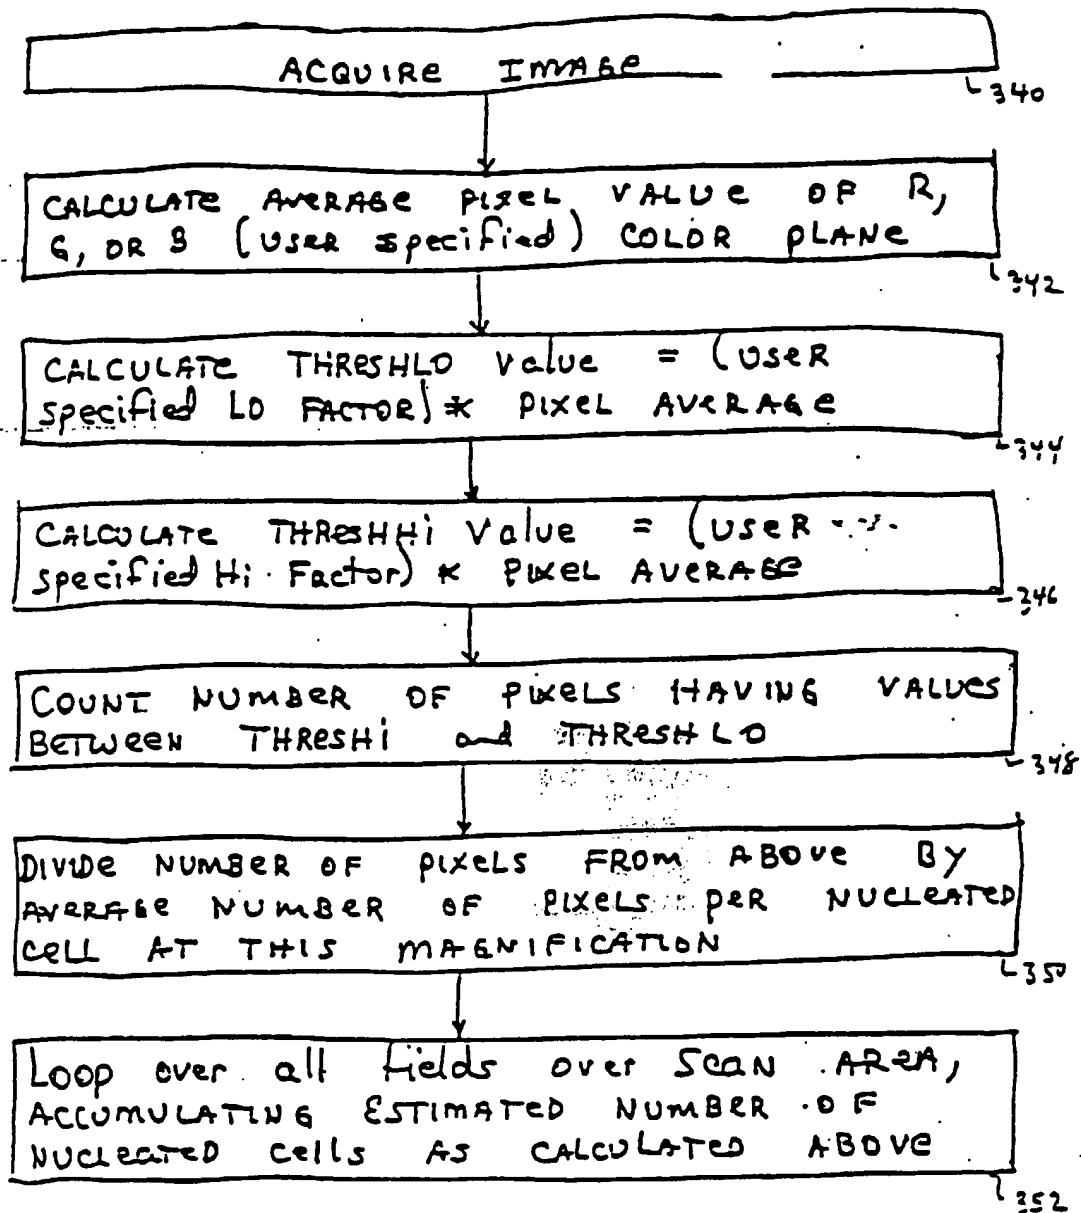 ACQUIRE IMAGE
340
CALCULATE AVERAGE PIXEL VALUE OF R,
G, OR B (USER specified) COLOR PLANE
342
CALCULATE THRESHLO Value = (USER
specified LO FACTOR) * PIXEL AVERAGE
344
CALCULATE THRESHHi Value = (USER
specified Hi Factor) * PIXEL AVERAGE
346
COUNT NUMBER OF PIXELS HAVING VALUES
BETWEEN THRESHi and THRESHLO
348
DIVIDE NUMBER OF PIXELS FROM ABOVE BY
AVERAGE NUMBER OF PIXELS PER NUCLEATED
CELL AT THIS MAGNIFICATION
350
Loop over all fields over SCAN AREA,
ACCUMULATING ESTIMATED NUMBER OF
NUCLEATED cells AS CALCULATED ABOVE
352